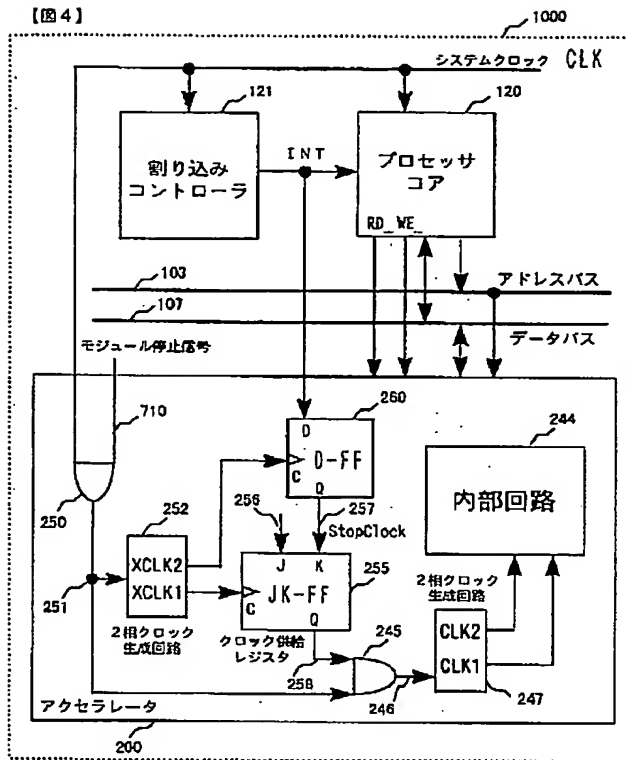 【図4】
1000
システムクロック CLK
121
120
割り込み
コントローラ
INT
プロセッサ
コア
RD_ WE_
103
アドレスバス
107
データバス
モジュール停止信号
710
260
D
D-FF
C
Q
244
内部回路
250
252
256
257
StopClock
XCLK2
XCLK1
251
J K
JK-FF
C
Q
255
2相クロック
生成回路
2相クロック
生成回路
クロック供給
レジスタ
245
258
CLK2
CLK1
246
247
アクセラレータ
200